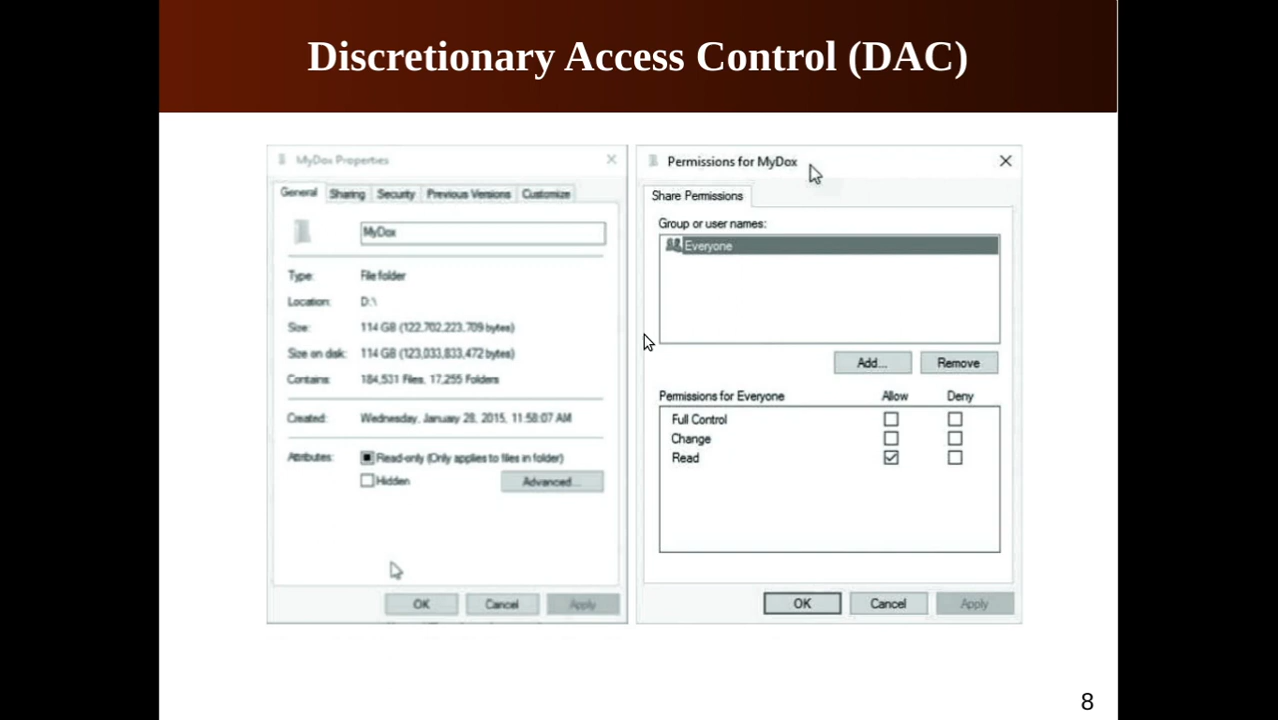 Discretionary Access Control (DAC)
MyDox Properties
General Sharing Security Previous Versions Customize
MyDox
Type: File folder
Location: D:\
Size: 114 GB (122,702,223,709 bytes)
Size on disk: 114 GB (123,033,833,472 bytes)
Contains: 184,531 Files, 17,255 Folders
Created: Wednesday, January 28, 2015, 11:58:07 AM
Attributes: Read-only (Only applies to files in folder)
Hidden Advanced...
OK Cancel Apply
Permissions for MyDox
Share Permissions
Group or user names:
Everyone
Add... Remove
Permissions for Everyone Allow Deny
Full Control
Change
Read
OK Cancel Apply
8